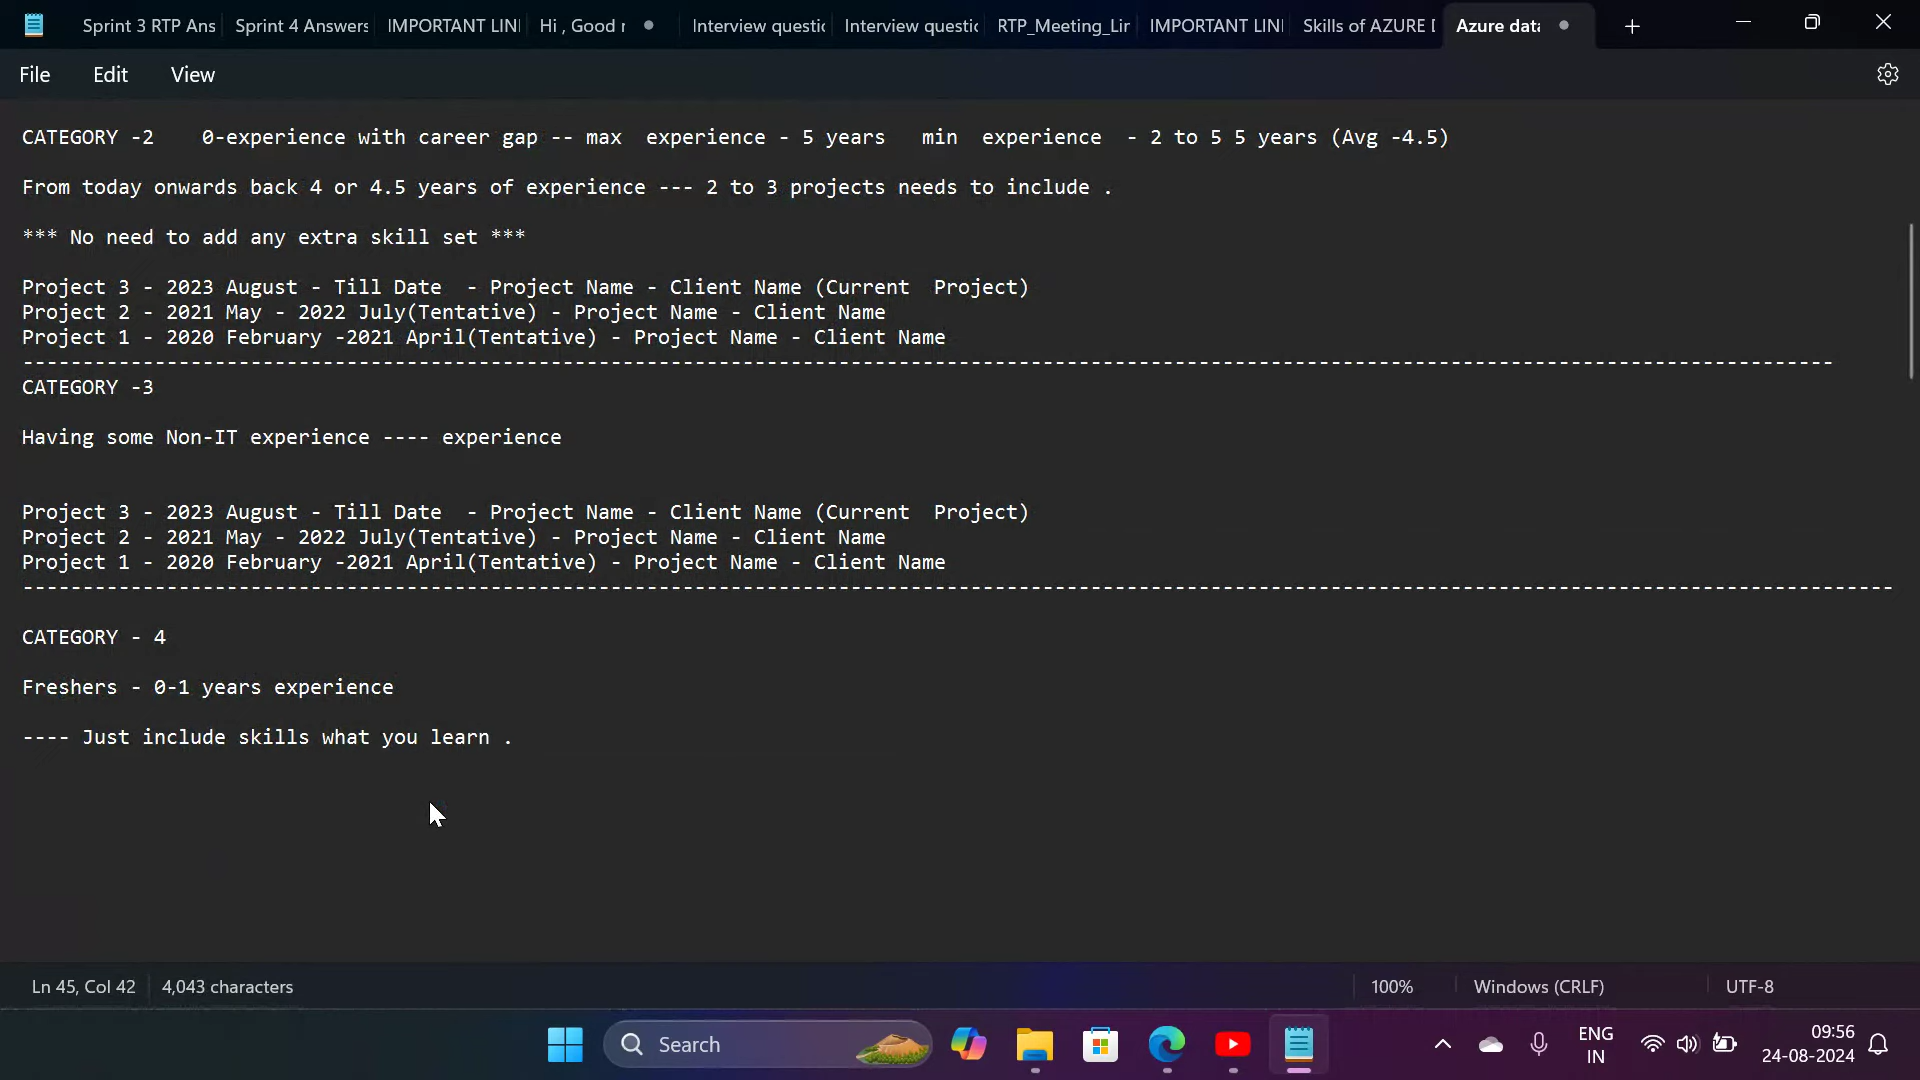 Sprint 3 RTP Ans
Sprint 4 Answers
IMPORTANT LINI
Hi , Good r
Interview questic
Interview questic
RTP_Meeting_Lir
IMPORTANT LINI
Skills of AZURE I
Azure data
File
Edit
View
CATEGORY -2    0-experience with career gap -- max  experience - 5 years   min  experience  - 2 to 5 5 years (Avg -4.5)
From today onwards back 4 or 4.5 years of experience --- 2 to 3 projects needs to include .
*** No need to add any extra skill set ***
Project 3 - 2023 August - Till Date  - Project Name - Client Name (Current  Project)
Project 2 - 2021 May - 2022 July(Tentative) - Project Name - Client Name
Project 1 - 2020 February -2021 April(Tentative) - Project Name - Client Name
CATEGORY -3
Having some Non-IT experience ---- experience
Project 3 - 2023 August - Till Date  - Project Name - Client Name (Current  Project)
Project 2 - 2021 May - 2022 July(Tentative) - Project Name - Client Name
Project 1 - 2020 February -2021 April(Tentative) - Project Name - Client Name
CATEGORY - 4
Freshers - 0-1 years experience
---- Just include skills what you learn .
Ln 45, Col 42
4,043 characters
100%
Windows (CRLF)
UTF-8
Search
ENG
IN
09:56
24-08-2024